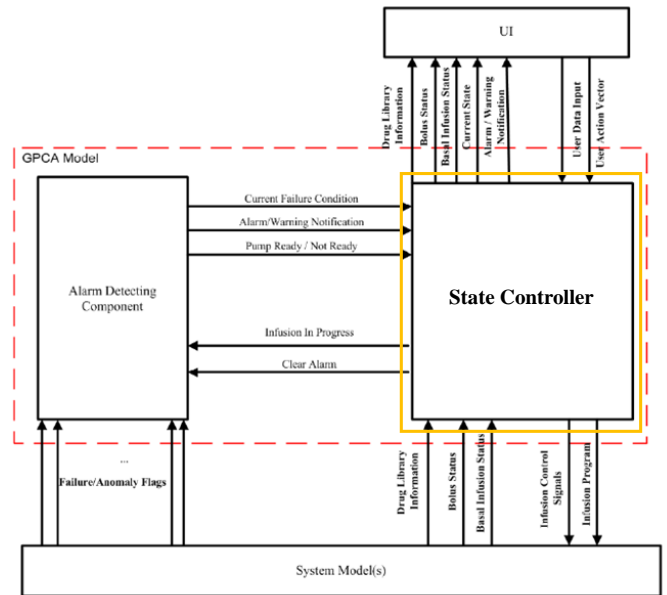 UI
Drug Library
Information
Bolus Status
Basal Infusion Status
Current State
Alarm / Warning
Notification
User Data Input
User Action Vector
GPCA Model
Current Failure Condition
Alarm/Warning Notification
Pump Ready / Not Ready
Alarm Detecting
Component
State Controller
Infusion In Progress
Clear Alarm
...
Failure/Anomaly Flags
Drug Library
Information
Bolus Status
Basal Infusion Status
Infusion Control
Signals
Infusion Program
System Model(s)